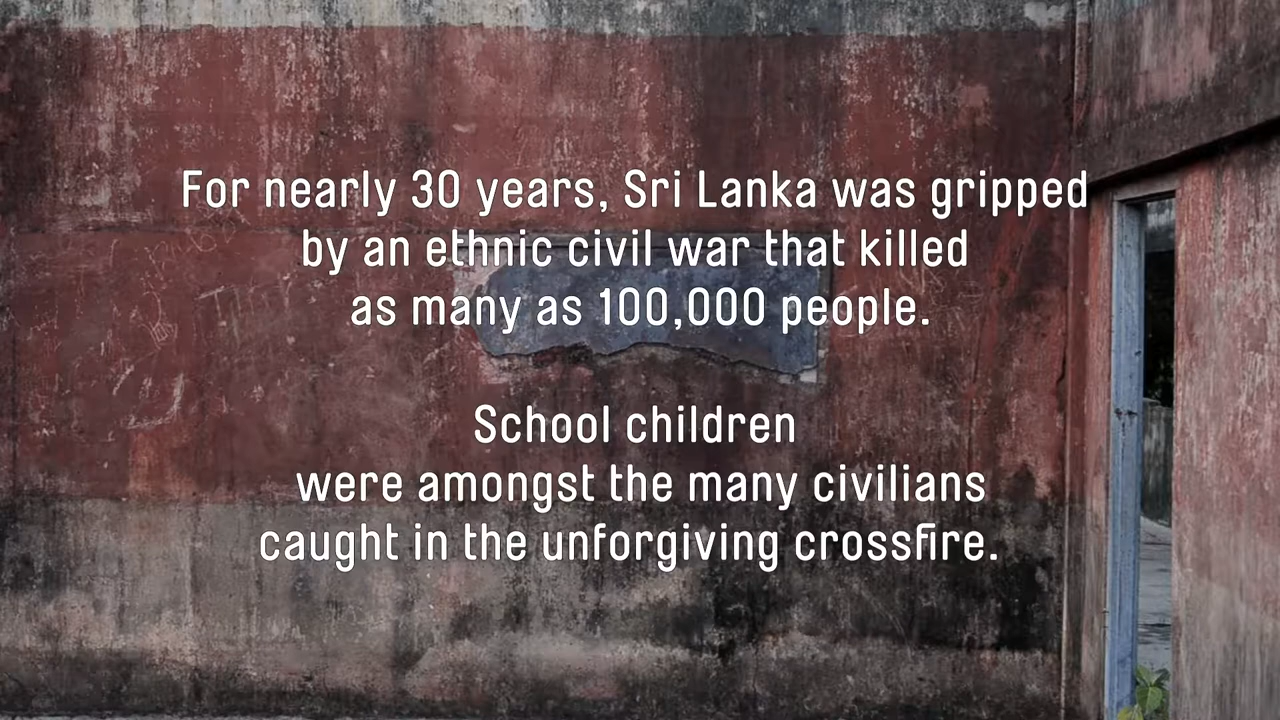 For nearly 30 years, Sri Lanka was gripped
by an ethnic civil war that killed
as many as 100,000 people.
School children
were amongst the many civilians
caught in the unforgiving crossfire.